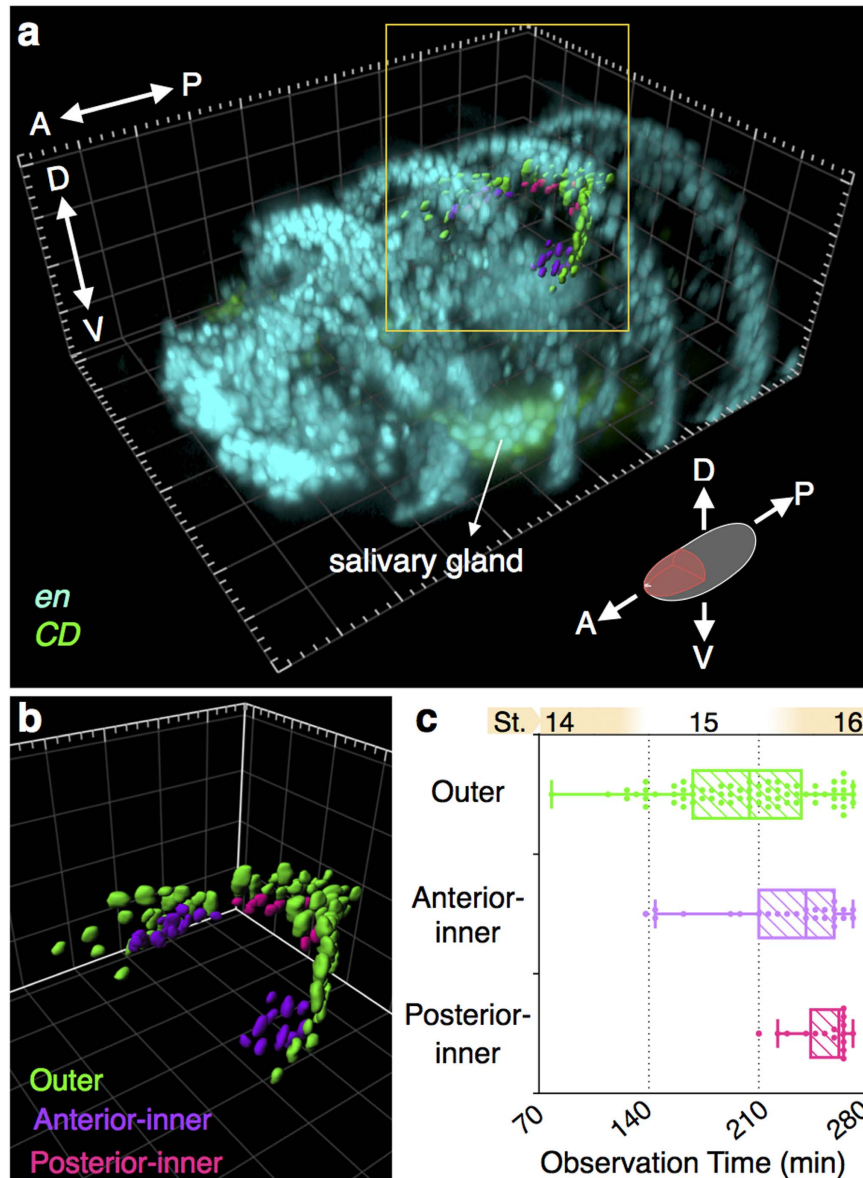 a
A
P
D
V
salivary gland
D
P
A
V
en
CD
b
Outer
Anterior-inner
Posterior-inner
c
St. 14 15 16
Outer
Anterior-
inner
Posterior-
inner
70 140 210 280
Observation Time (min)